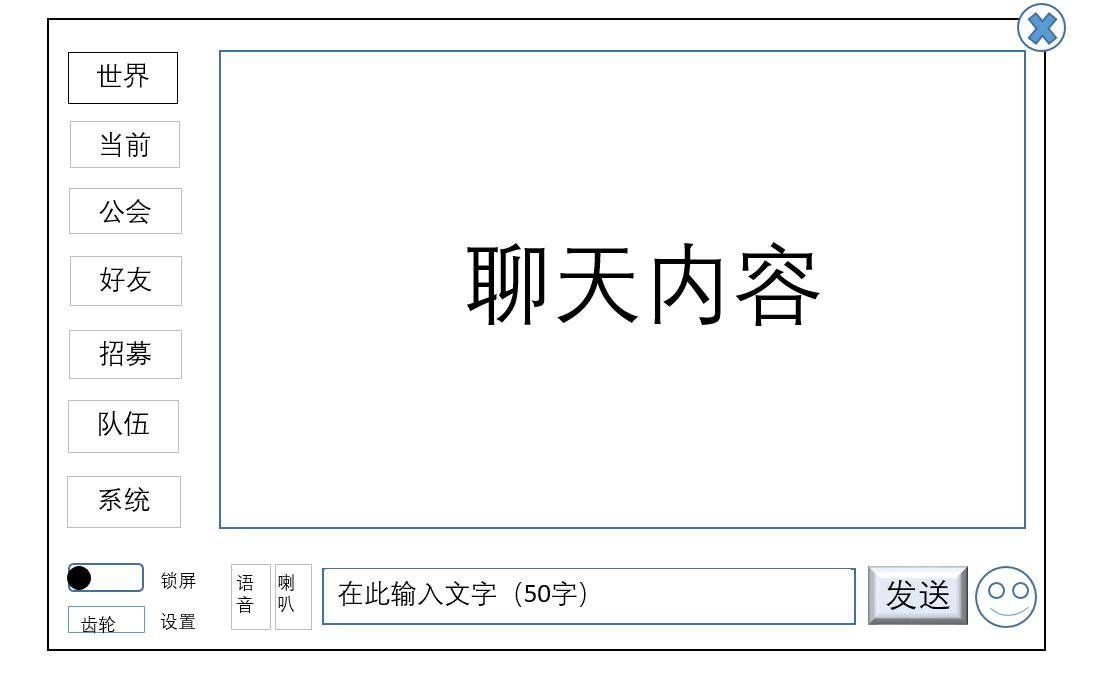 世界
当前
公会
好友
招募
队伍
系统
聊天内容
锁屏
齿轮
设置
语
音
喇
叭
在此输入文字（50字）
发送